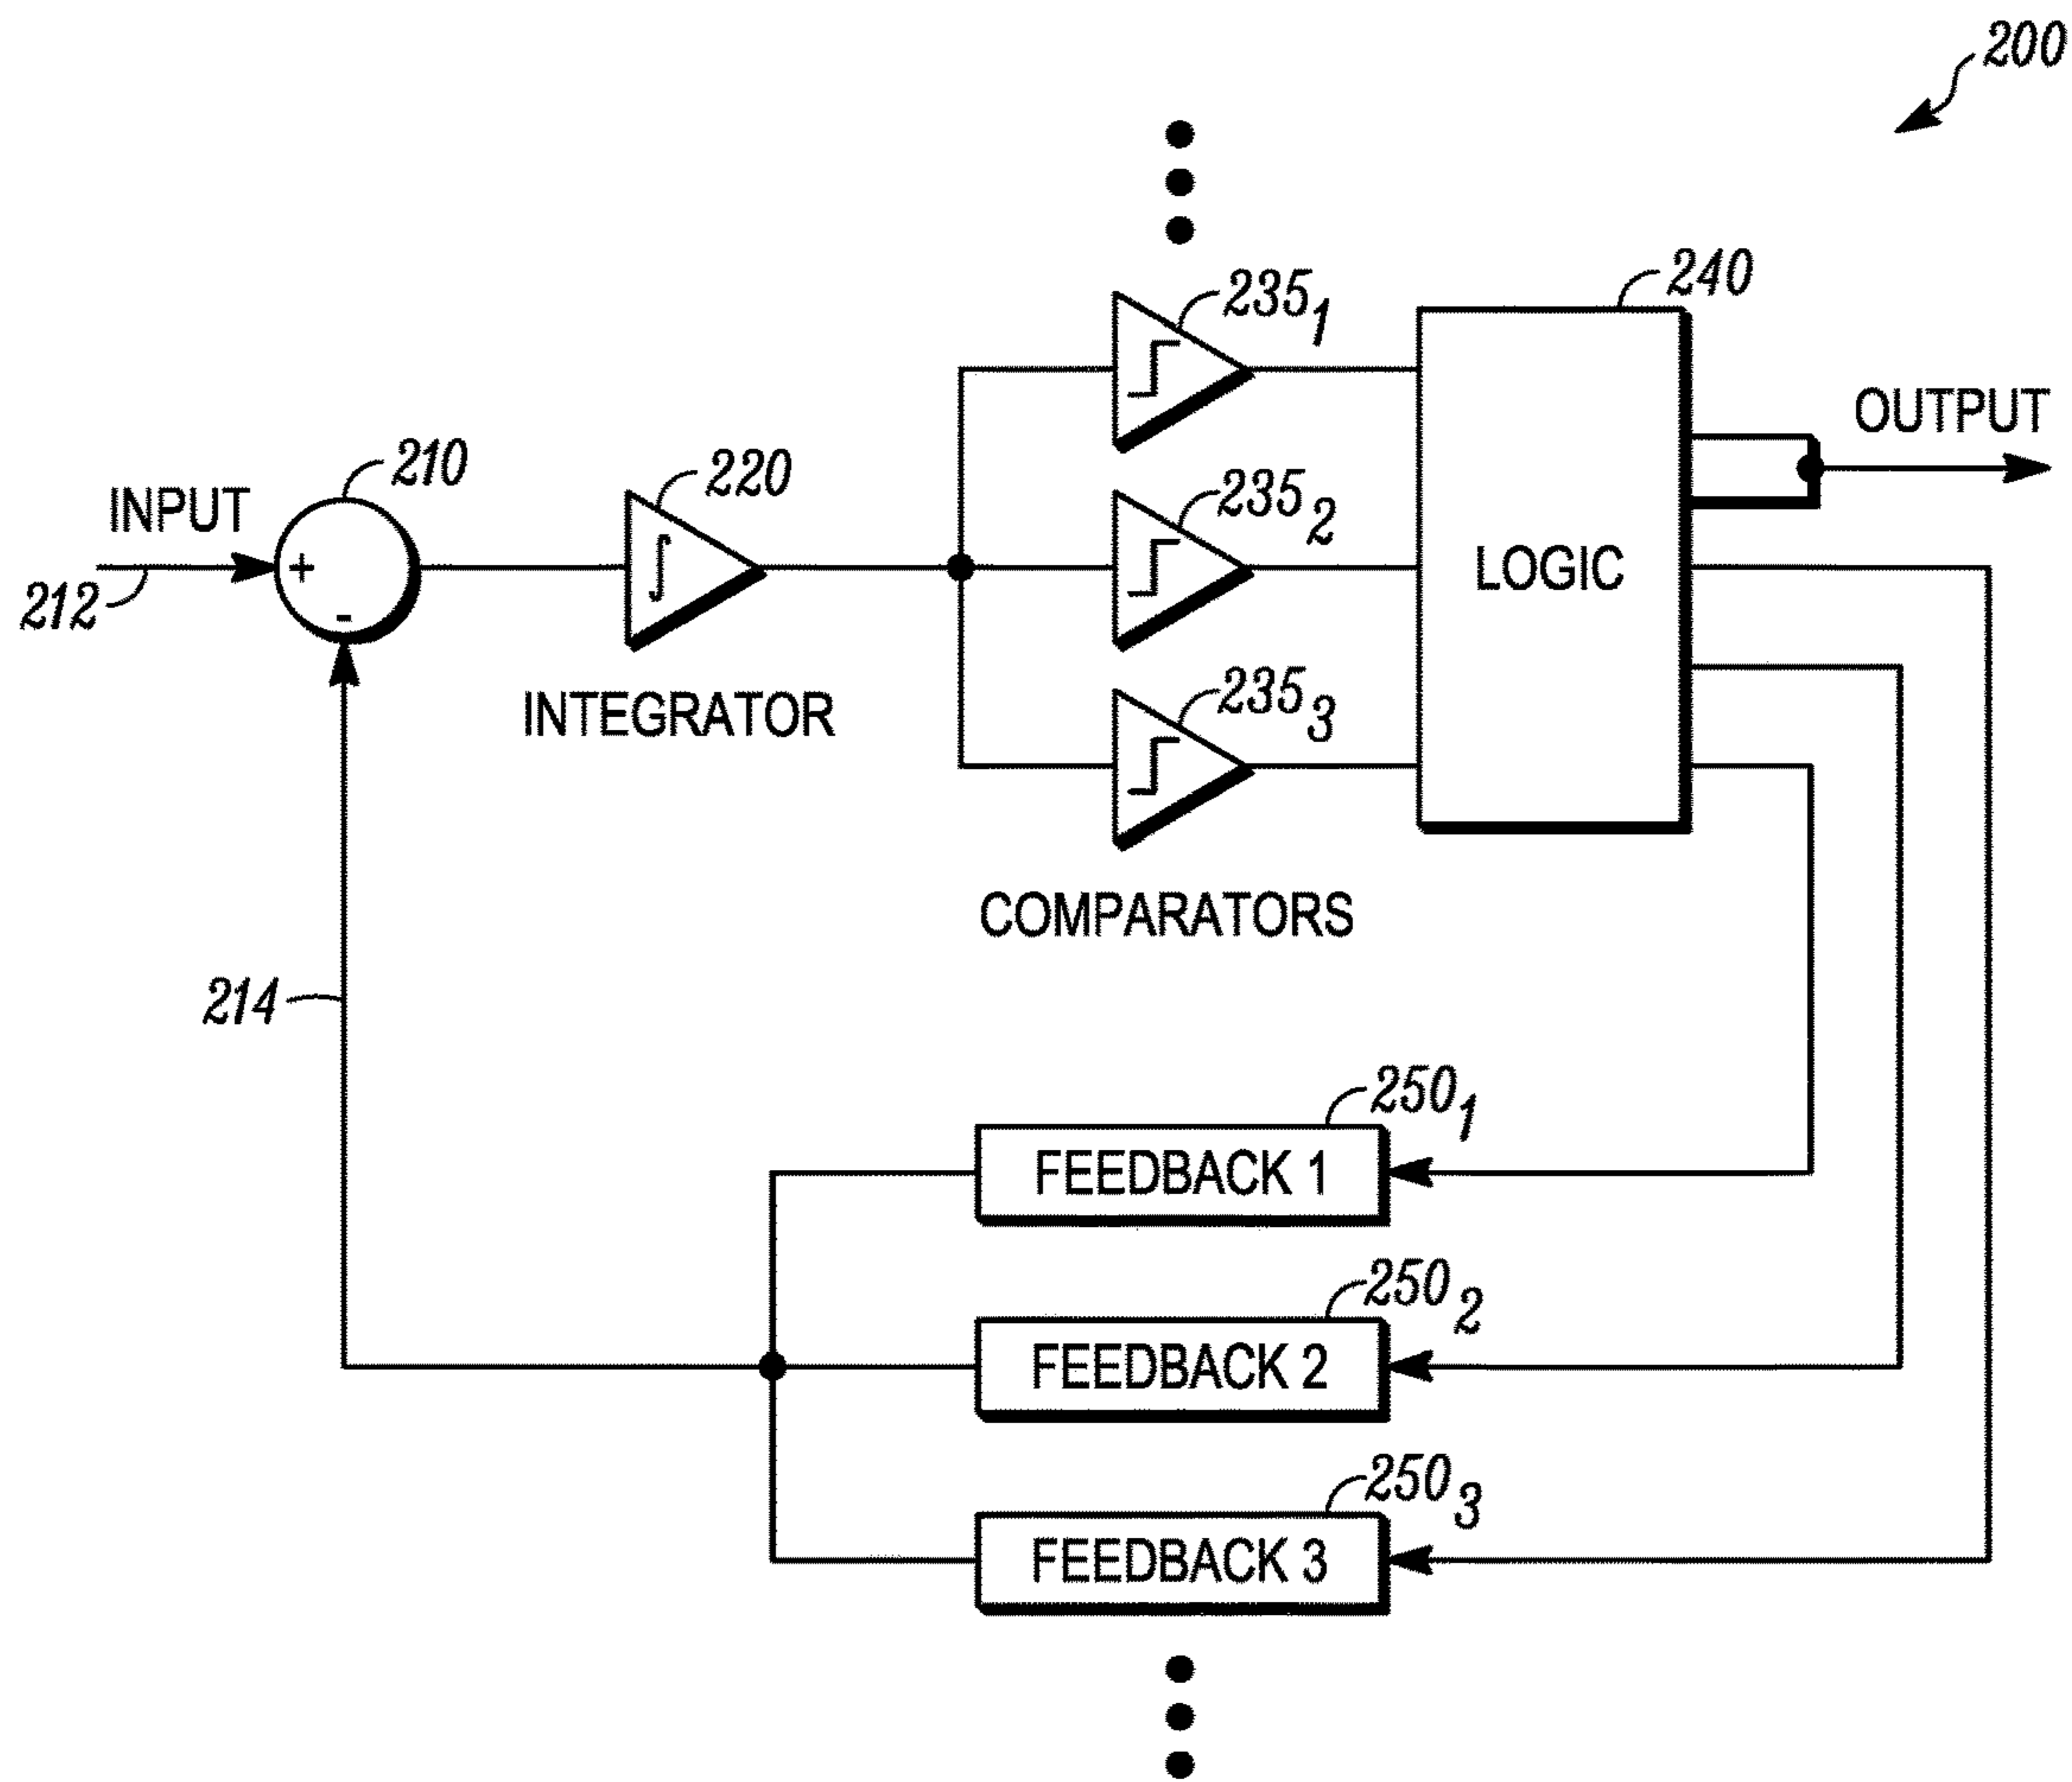 200
235₁
240
OUTPUT
210
220
235₂
INPUT
+
∫
LOGIC
212
-
235₃
INTEGRATOR
COMPARATORS
214
250₁
FEEDBACK 1
250₂
FEEDBACK 2
250₃
FEEDBACK 3